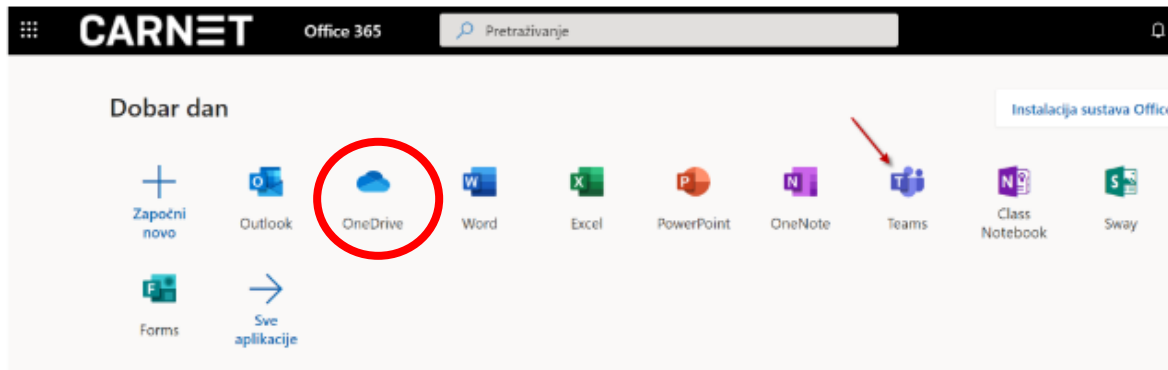 CARNET Office 365 Pretraživanje
Dobar dan
Instalacija sustava Office
Započni novo
Outlook
OneDrive
Word
Excel
PowerPoint
OneNote
Teams
Class Notebook
Sway
Forms
Sve aplikacije